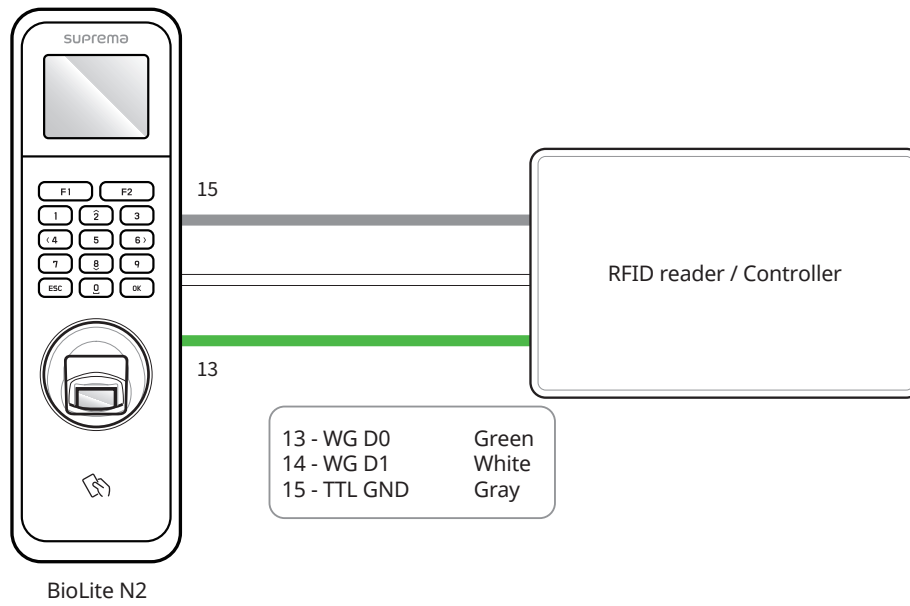 suprema
F1 F2
1 2 3
‹4 5 6›
7 8 9
ESC 0 OK
15
RFID reader / Controller
13
13 - WG D0 Green
14 - WG D1 White
15 - TTL GND Gray
BioLite N2